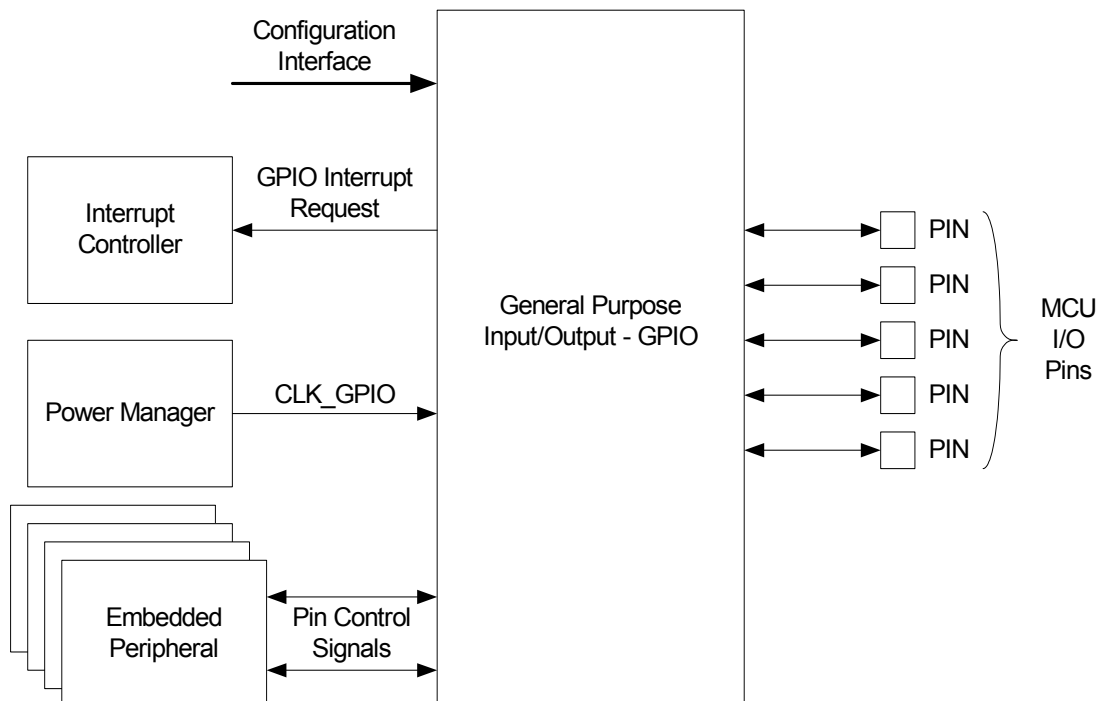 Configuration
Interface
Interrupt
Controller
GPIO Interrupt
Request
Power Manager
CLK_GPIO
Embedded
Peripheral
Pin Control
Signals
General Purpose
Input/Output - GPIO
PIN
PIN
PIN
PIN
PIN
MCU
I/O
Pins